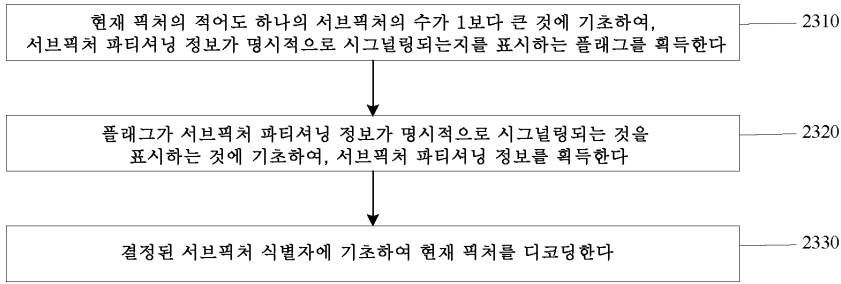 현재 픽처의 적어도 하나의 서브픽처의 수가 1보다 큰 것에 기초하여,
서브픽처 파티셔닝 정보가 명시적으로 시그널링되는지를 표시하는 플래그를 획득한다
2310
플래그가 서브픽처 파티셔닝 정보가 명시적으로 시그널링되는 것을
표시하는 것에 기초하여, 서브픽처 파티셔닝 정보를 획득한다
2320
결정된 서브픽처 식별자에 기초하여 현재 픽처를 디코딩한다
2330